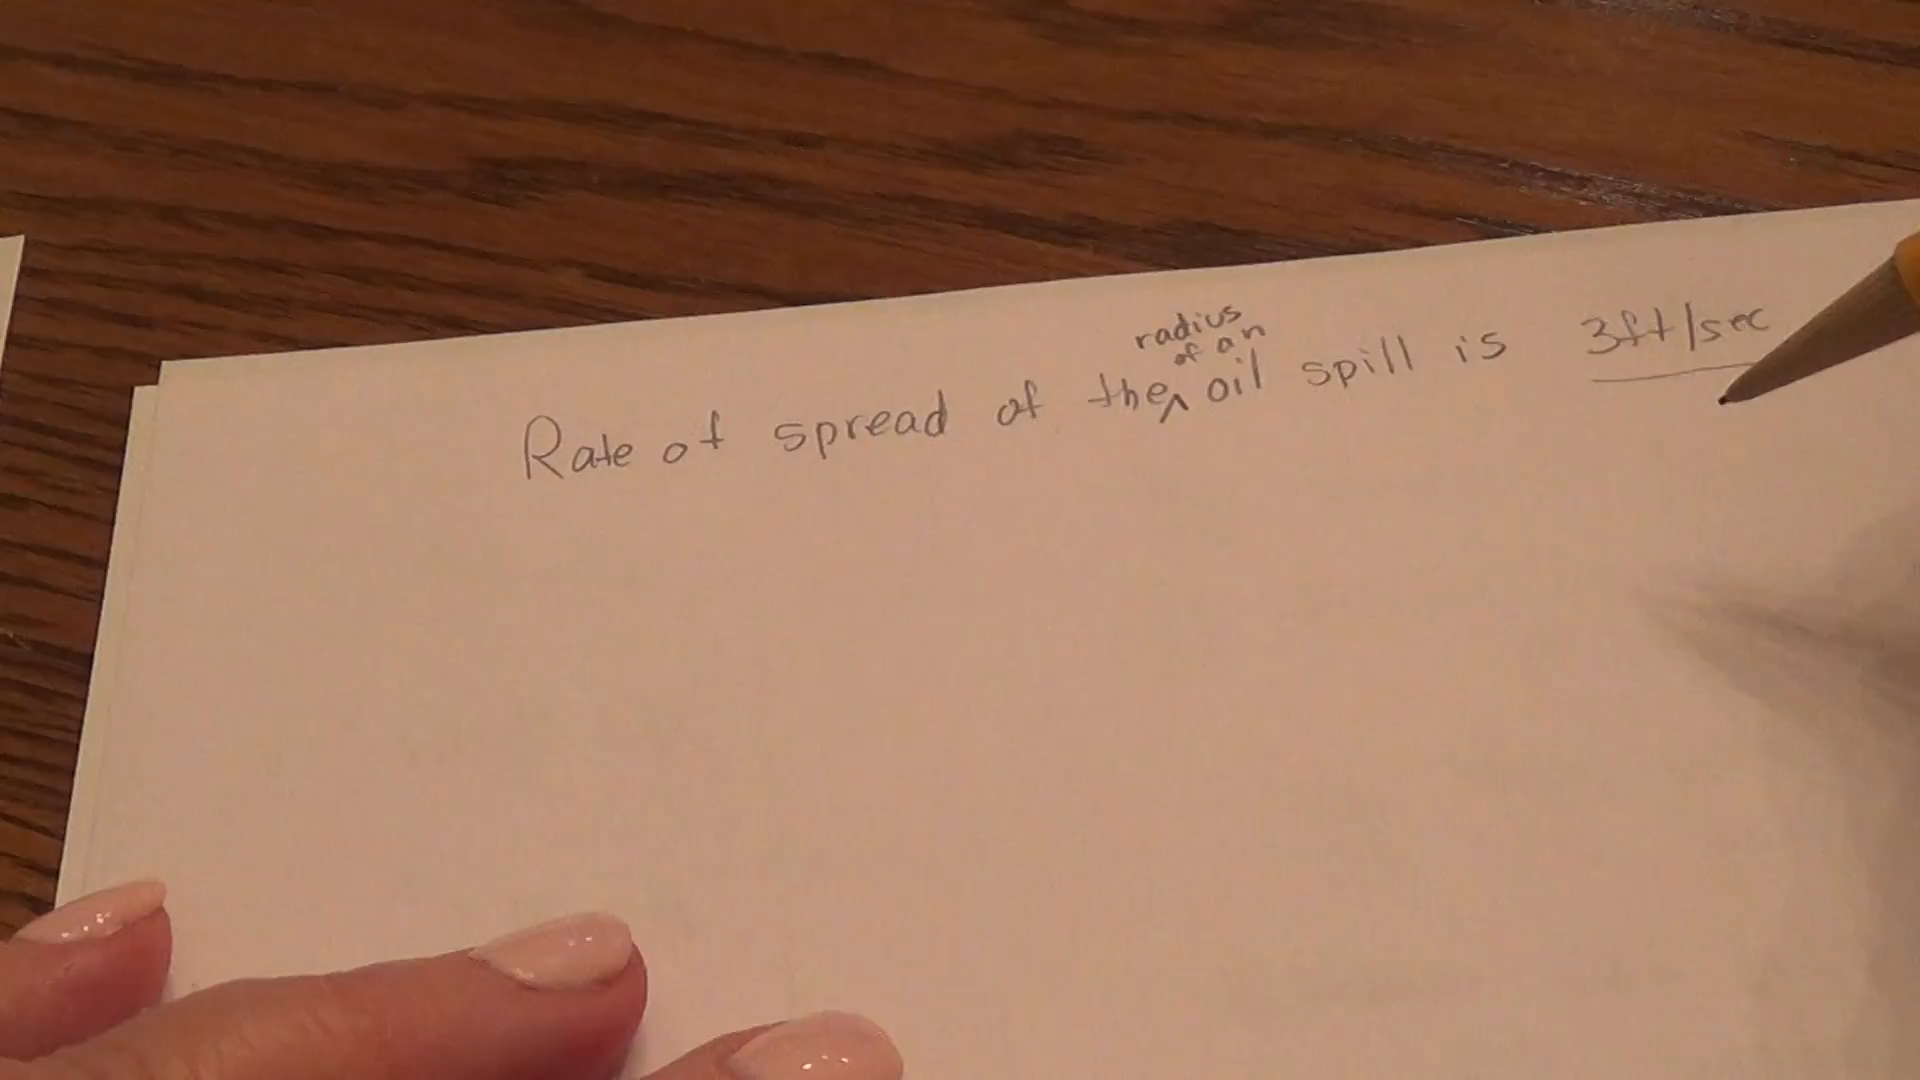 Rate of spread of the ^ radius of an oil spill is 3ft/sec